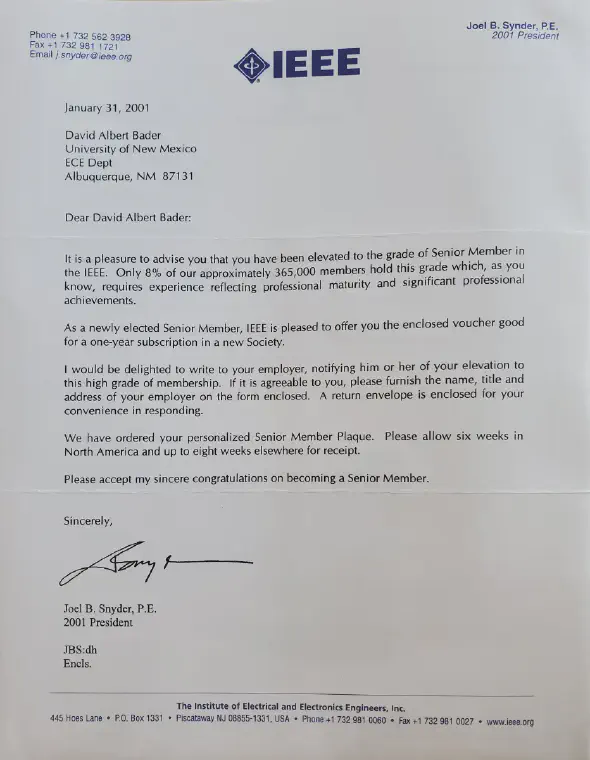 Phone +1 732 562 3928
Fax +1 732 981 1721
Email j snyder@ieee.org
Joel B. Synder, P.E.
2001 President
IEEE
January 31, 2001
David Albert Bader
University of New Mexico
ECE Dept
Albuquerque, NM 87131
Dear David Albert Bader:
It is a pleasure to advise you that you have been elevated to the grade of Senior Member in
the IEEE. Only 8% of our approximately 365,000 members hold this grade which, as you
know, requires experience reflecting professional maturity and significant professional
achievements.
As a newly elected Senior Member, IEEE is pleased to offer you the enclosed voucher good
for a one-year subscription in a new Society.
I would be delighted to write to your employer, notifying him or her of your elevation to
this high grade of membership. If it is agreeable to you, please furnish the name, title and
address of your employer on the form enclosed. A return envelope is enclosed for your
convenience in responding.
We have ordered your personalized Senior Member Plaque. Please allow six weeks in
North America and up to eight weeks elsewhere for receipt.
Please accept my sincere congratulations on becoming a Senior Member.
Sincerely,
Joel B. Snyder, P.E.
2001 President
JBS:dh
Encls.
The Institute of Electrical and Electronics Engineers, Inc.
445 Hoes Lane • P.O. Box 1331 • Piscataway NJ 08855-1331, USA • Phone +1 732 981 0060 • Fax +1 732 981 0027 • www.ieee.org